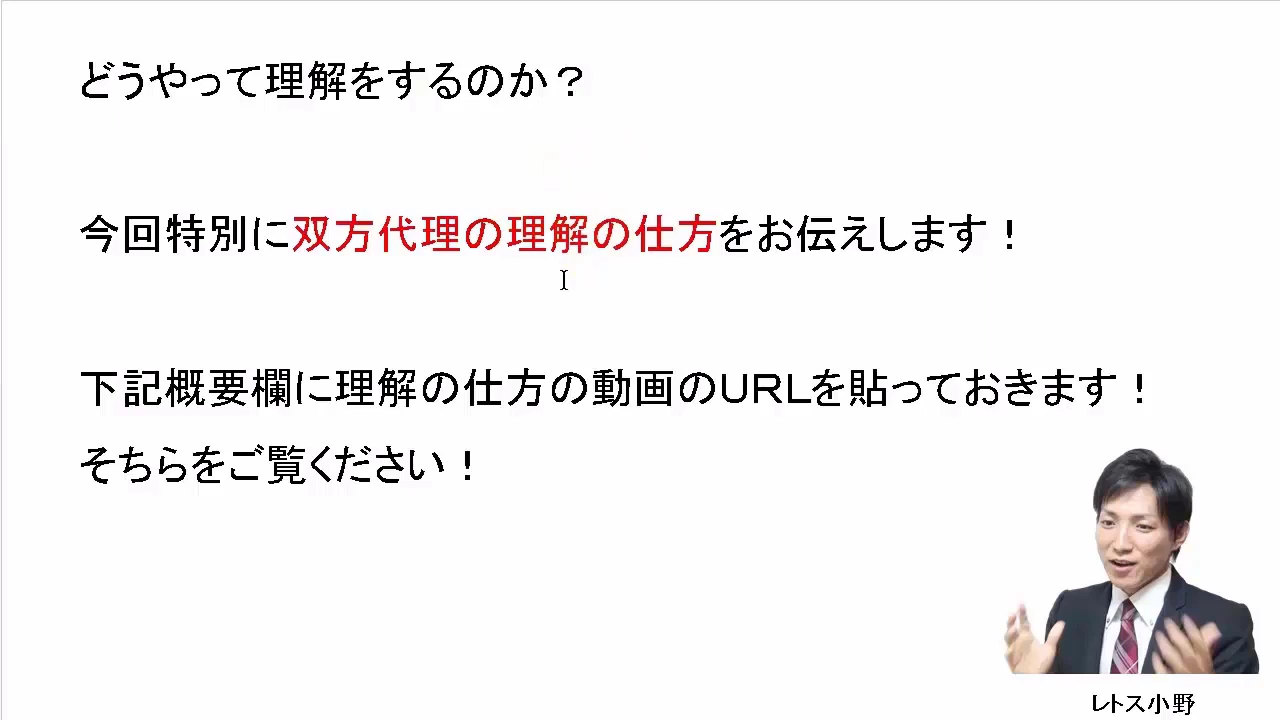 どうやって理解をするのか？
今回特別に双方代理の理解の仕方をお伝えします！
下記概要欄に理解の仕方の動画のＵＲＬを貼っておきます！
そちらをご覧ください！
レトス小野